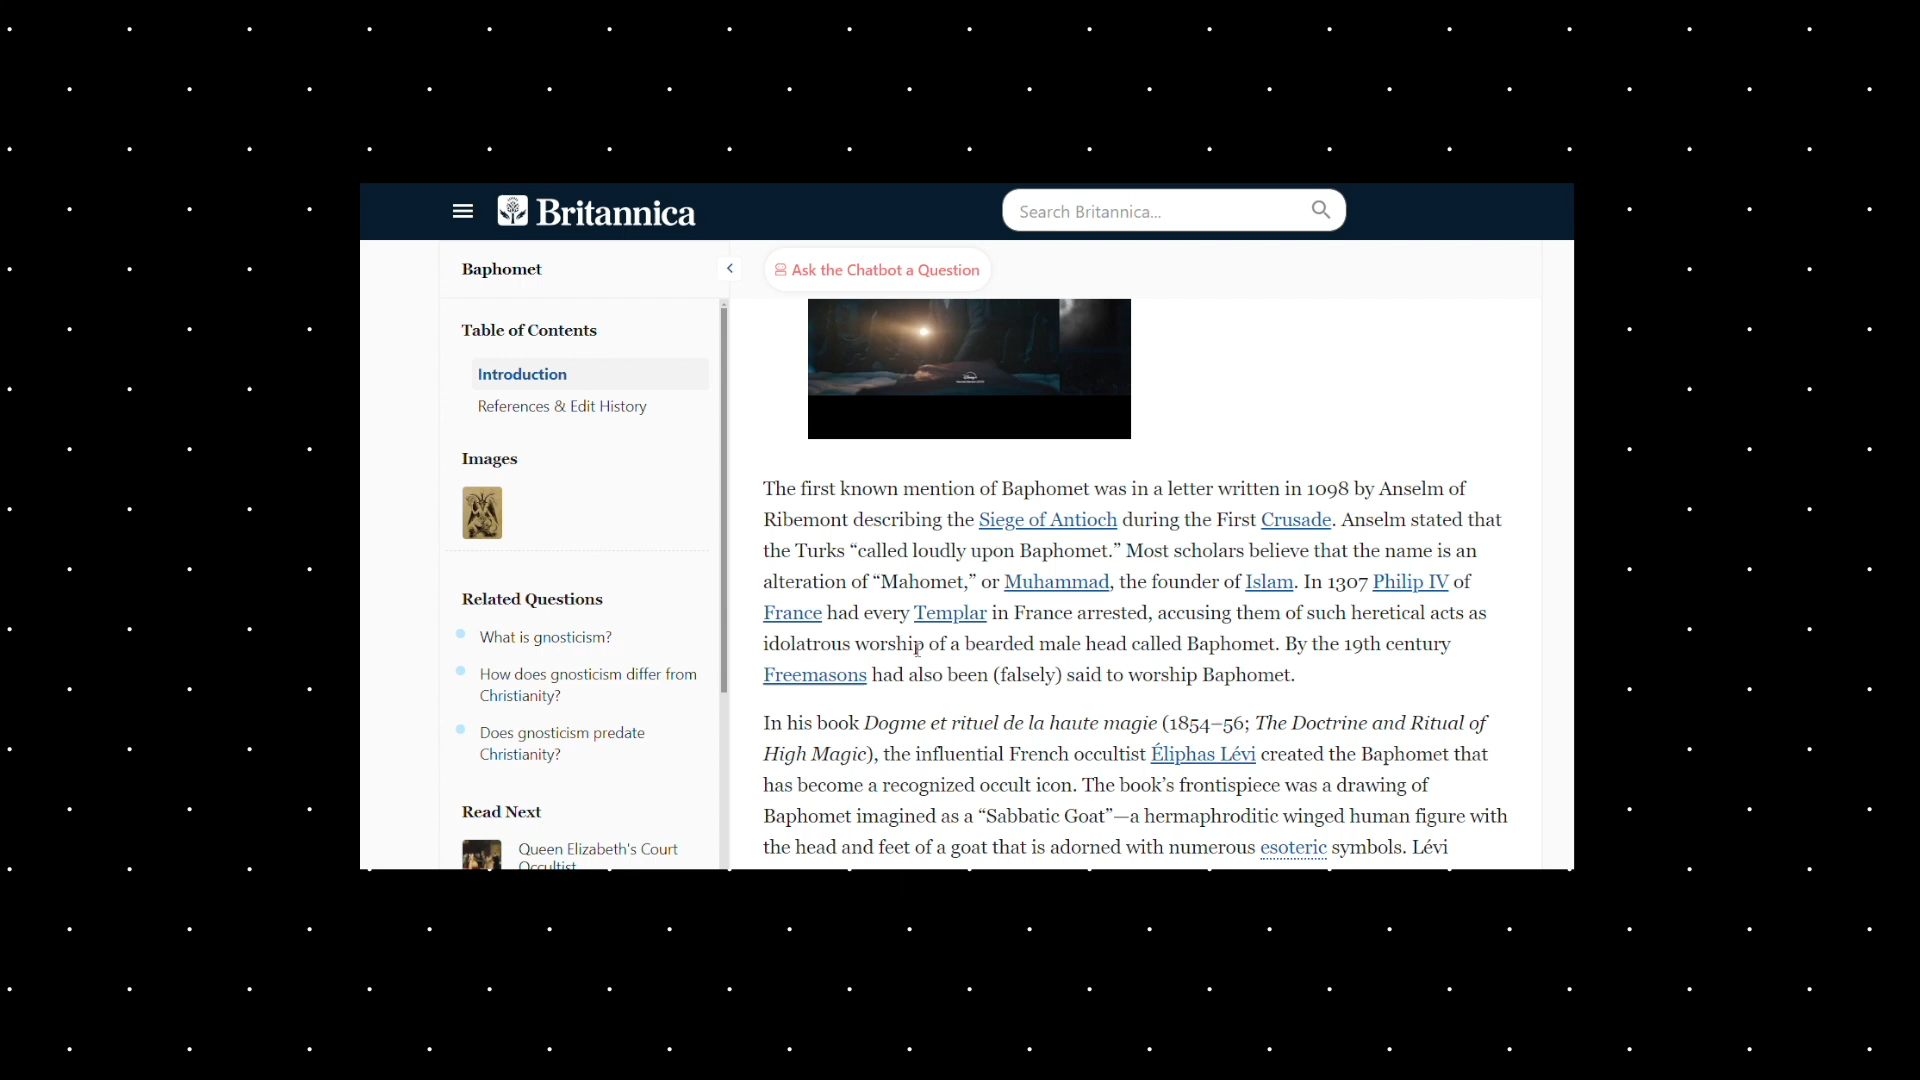 Britannica
Search Britannica...
Baphomet
Ask the Chatbot a Question
Table of Contents
Introduction
References & Edit History
Images
Related Questions
What is gnosticism?
How does gnosticism differ from
Christianity?
Does gnosticism predate
Christianity?
Read Next
Queen Elizabeth's Court
Occultist
The first known mention of Baphomet was in a letter written in 1098 by Anselm of
Ribemont describing the Siege of Antioch during the First Crusade. Anselm stated that
the Turks “called loudly upon Baphomet.” Most scholars believe that the name is an
alteration of “Mahomet,” or Muhammad, the founder of Islam. In 1307 Philip IV of
France had every Templar in France arrested, accusing them of such heretical acts as
idolatrous worship of a bearded male head called Baphomet. By the 19th century
Freemasons had also been (falsely) said to worship Baphomet.
In his book Dogme et rituel de la haute magie (1854–56; The Doctrine and Ritual of
High Magic), the influential French occultist Éliphas Lévi created the Baphomet that
has become a recognized occult icon. The book’s frontispiece was a drawing of
Baphomet imagined as a “Sabbatic Goat”—a hermaphroditic winged human figure with
the head and feet of a goat that is adorned with numerous esoteric symbols. Lévi